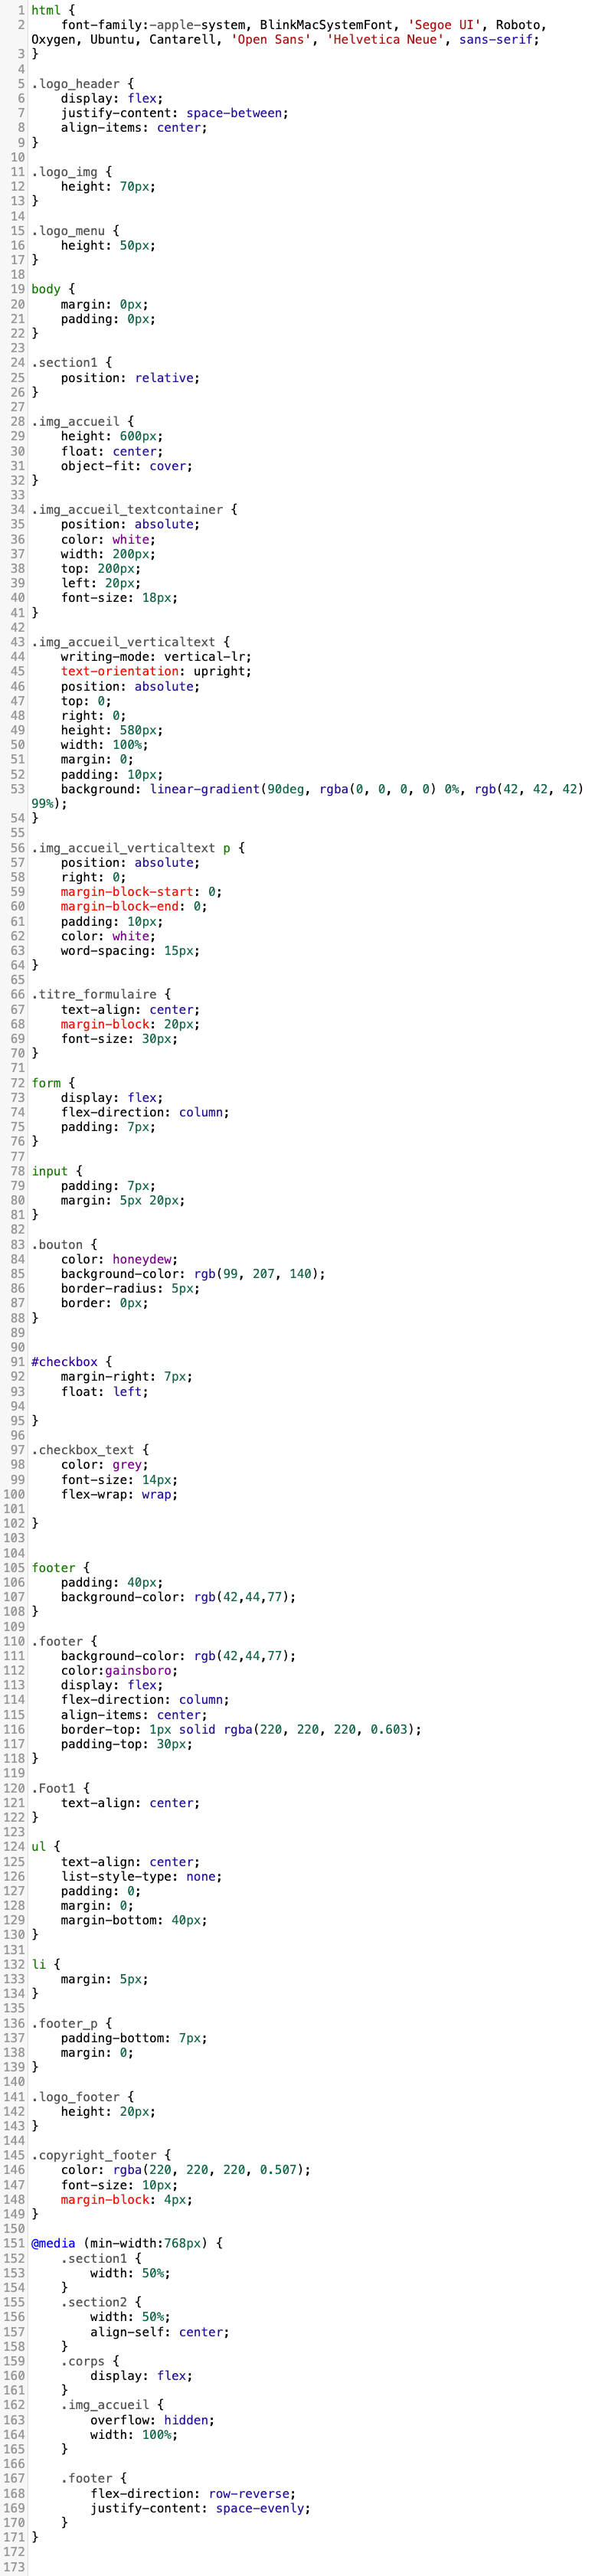 1 html {
2     font-family:-apple-system, BlinkMacSystemFont, 'Segoe UI', Roboto,
Oxygen, Ubuntu, Cantarell, 'Open Sans', 'Helvetica Neue', sans-serif;
3 }
4
5 .logo_header {
6     display: flex;
7     justify-content: space-between;
8     align-items: center;
9 }
10
11 .logo_img {
12     height: 70px;
13 }
14
15 .logo_menu {
16     height: 50px;
17 }
18
19 body {
20     margin: 0px;
21     padding: 0px;
22 }
23
24 .section1 {
25     position: relative;
26 }
27
28 .img_accueil {
29     height: 600px;
30     float: center;
31     object-fit: cover;
32 }
33
34 .img_accueil_textcontainer {
35     position: absolute;
36     color: white;
37     width: 200px;
38     top: 200px;
39     left: 20px;
40     font-size: 18px;
41 }
42
43 .img_accueil_verticaltext {
44     writing-mode: vertical-lr;
45     text-orientation: upright;
46     position: absolute;
47     top: 0;
48     right: 0;
49     height: 580px;
50     width: 100%;
51     margin: 0;
52     padding: 10px;
53     background: linear-gradient(90deg, rgba(0, 0, 0, 0) 0%, rgb(42, 42, 42)
99%);
54 }
55
56 .img_accueil_verticaltext p {
57     position: absolute;
58     right: 0;
59     margin-block-start: 0;
60     margin-block-end: 0;
61     padding: 10px;
62     color: white;
63     word-spacing: 15px;
64 }
65
66 .titre_formulaire {
67     text-align: center;
68     margin-block: 20px;
69     font-size: 30px;
70 }
71
72 form {
73     display: flex;
74     flex-direction: column;
75     padding: 7px;
76 }
77
78 input {
79     padding: 7px;
80     margin: 5px 20px;
81 }
82
83 .bouton {
84     color: honeydew;
85     background-color: rgb(99, 207, 140);
86     border-radius: 5px;
87     border: 0px;
88 }
89
90
91 #checkbox {
92     margin-right: 7px;
93     float: left;
94
95 }
96
97 .checkbox_text {
98     color: grey;
99     font-size: 14px;
100     flex-wrap: wrap;
101
102 }
103
104
105 footer {
106     padding: 40px;
107     background-color: rgb(42,44,77);
108 }
109
110 .footer {
111     background-color: rgb(42,44,77);
112     color:gainsboro;
113     display: flex;
114     flex-direction: column;
115     align-items: center;
116     border-top: 1px solid rgba(220, 220, 220, 0.603);
117     padding-top: 30px;
118 }
119
120 .Foot1 {
121     text-align: center;
122 }
123
124 ul {
125     text-align: center;
126     list-style-type: none;
127     padding: 0;
128     margin: 0;
129     margin-bottom: 40px;
130 }
131
132 li {
133     margin: 5px;
134 }
135
136 .footer_p {
137     padding-bottom: 7px;
138     margin: 0;
139 }
140
141 .logo_footer {
142     height: 20px;
143 }
144
145 .copyright_footer {
146     color: rgba(220, 220, 220, 0.507);
147     font-size: 10px;
148     margin-block: 4px;
149 }
150
151 @media (min-width:768px) {
152     .section1 {
153         width: 50%;
154     }
155     .section2 {
156         width: 50%;
157         align-self: center;
158     }
159     .corps {
160         display: flex;
161     }
162     .img_accueil {
163         overflow: hidden;
164         width: 100%;
165     }
166
167     .footer {
168         flex-direction: row-reverse;
169         justify-content: space-evenly;
170     }
171 }
172
173